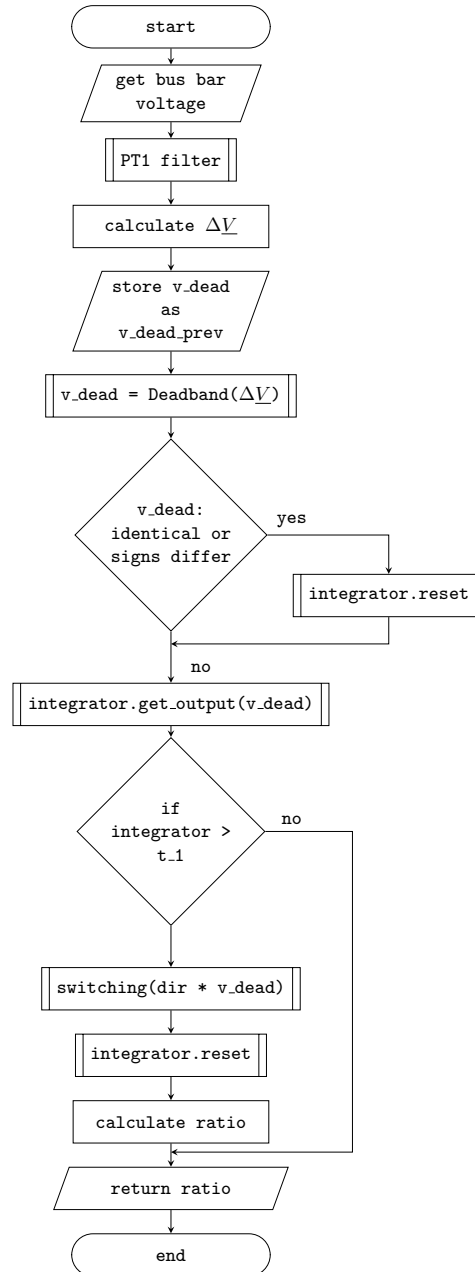 start
get bus bar
voltage
PT1 filter
calculate ΔV̲
store v_dead
as
v_dead_prev
v_dead = Deadband(ΔV̲)
v_dead:
identical or
signs differ
yes
integrator.reset
no
integrator.get_output(v_dead)
if
integrator >
t_1
no
switching(dir * v_dead)
integrator.reset
calculate ratio
return ratio
end